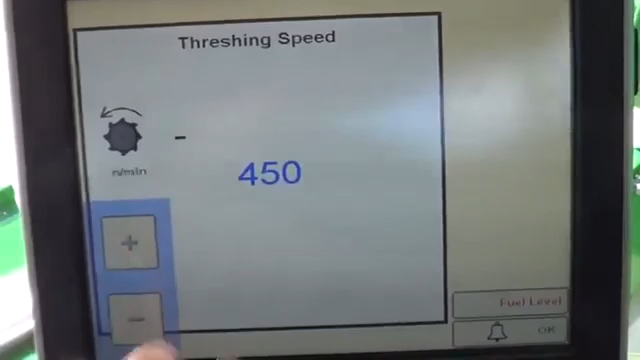 Threshing Speed
-
n/min
450
+
-
Fuel Level
OK